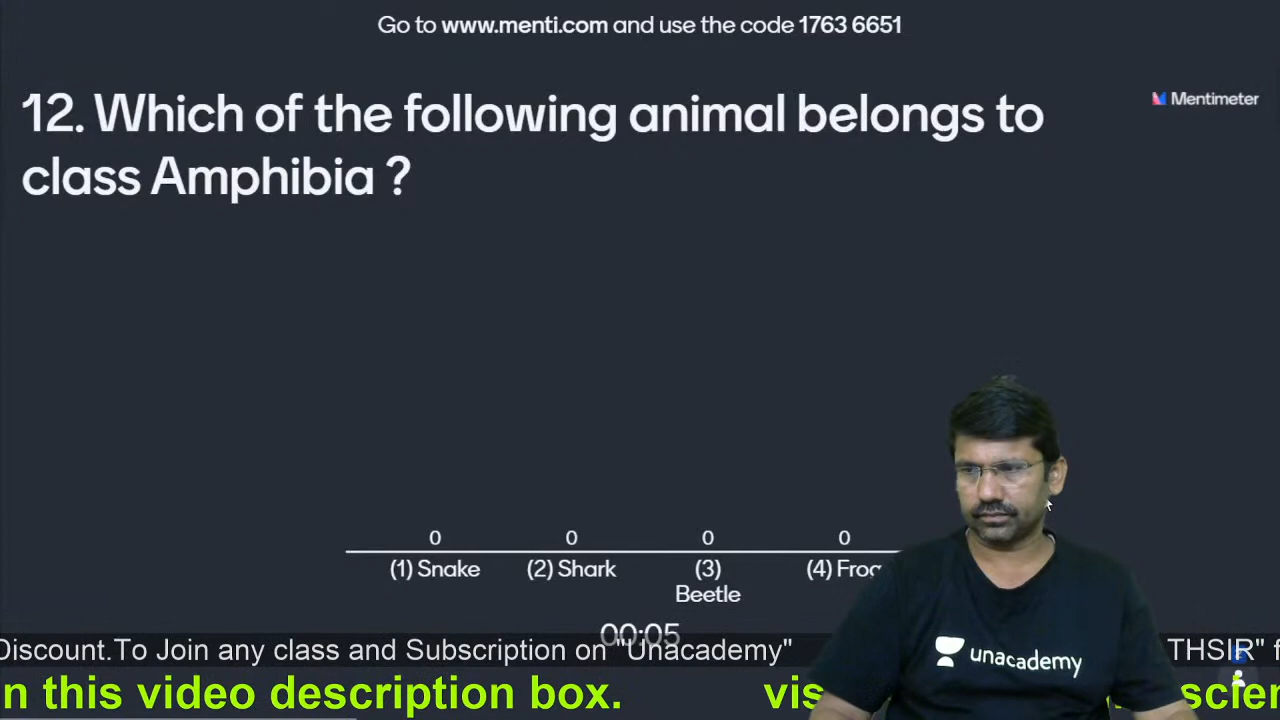 Go to www.menti.com and use the code 1763 6651
Mentimeter
12. Which of the following animal belongs to
class Amphibia ?
0 0 0 0
(1) Snake (2) Shark (3) (4) Frog
Beetle
00:05
Discount.To Join any class and Subscription on "Unacademy" THSIR" f
unacademy
n this video description box. vis scien